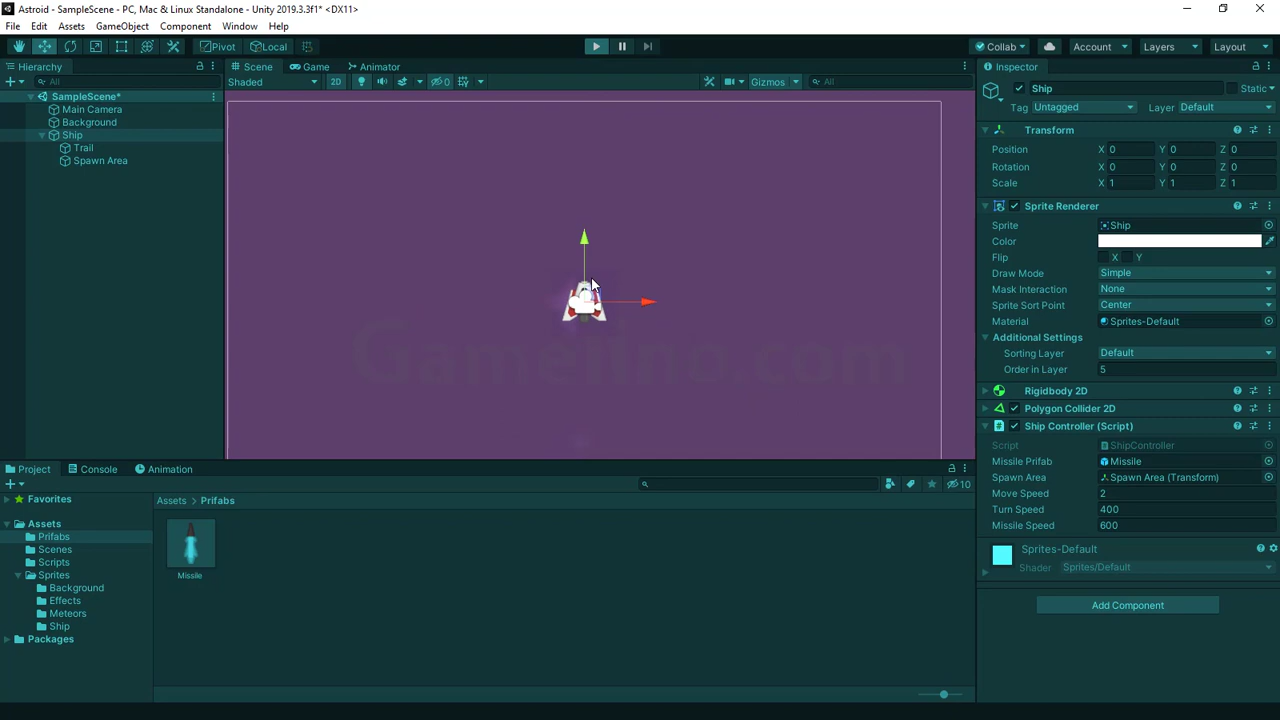 Astroid - SampleScene - PC, Mac & Linux Standalone - Unity 2019.3.3f1* <DX11>
File Edit Assets GameObject Component Window Help
Pivot Local Collab Account Layers Layout
Hierarchy
All
SampleScene*
Main Camera
Background
Ship
Trail
Spawn Area
Scene Game Animator
Shaded 2D 0 Gizmos All
Gamelino.com
Inspector
Ship Static
Tag Untagged Layer Default
Transform
Position X 0 Y 0 Z 0
Rotation X 0 Y 0 Z 0
Scale X 1 Y 1 Z 1
Sprite Renderer
Sprite Ship
Color
Flip X Y
Draw Mode Simple
Mask Interaction None
Sprite Sort Point Center
Material Sprites-Default
Additional Settings
Sorting Layer Default
Order in Layer 5
Rigidbody 2D
Polygon Collider 2D
Ship Controller (Script)
Script ShipController
Missile Prifab Missile
Spawn Area Spawn Area (Transform)
Move Speed 2
Turn Speed 400
Missile Speed 600
Sprites-Default
Shader Sprites/Default
Add Component
Project Console Animation
10
Favorites
Assets
Prifabs
Scenes
Scripts
Sprites
Background
Effects
Meteors
Ship
Packages
Assets Prifabs
Missile